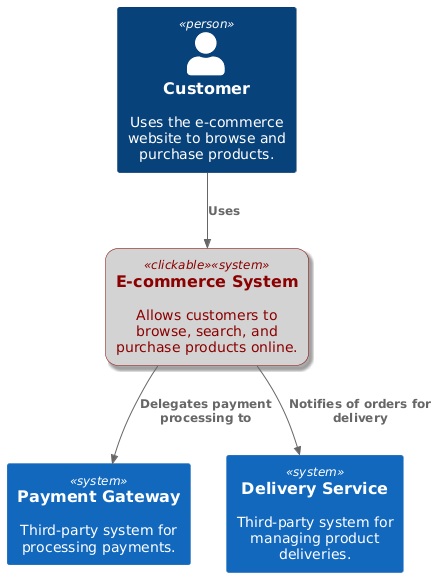 «person»
Customer
Uses the e-commerce
website to browse and
purchase products.
Uses
«clickable»«system»
E-commerce System
Allows customers to
browse, search, and
purchase products online.
Delegates payment
processing to
Notifies of orders for
delivery
«system»
Payment Gateway
Third-party system for
processing payments.
«system»
Delivery Service
Third-party system for
managing product
deliveries.